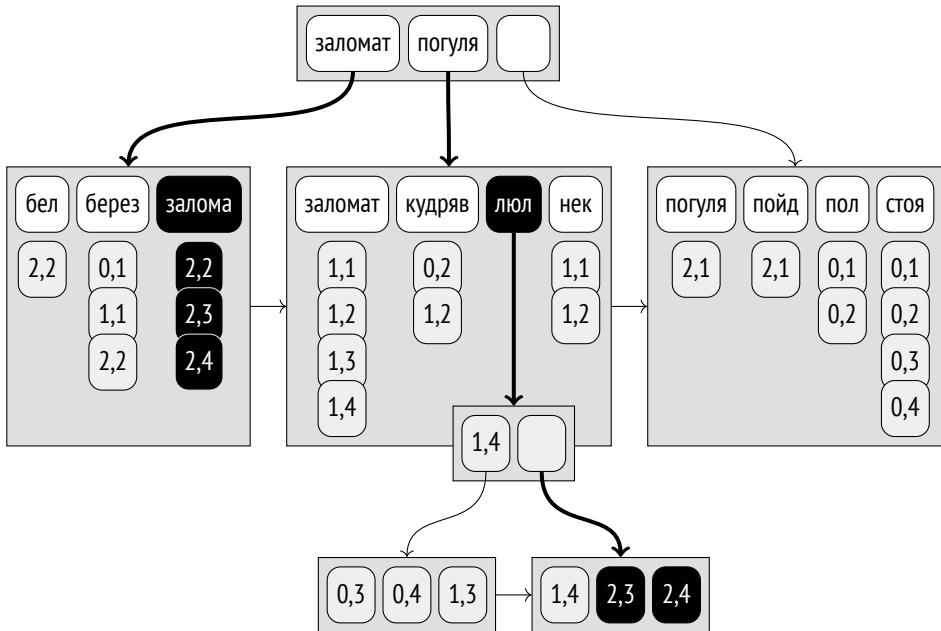 заломат погуля
бел берез залома заломат кудряв люл нек погуля пойд пол стоя
2,2 0,1 2,2 1,1 0,2 1,1 2,1 2,1 0,1 0,1
1,1 2,3 1,2 1,2 1,2 0,2 0,2
2,2 2,4 1,3 0,3
1,4 0,4
1,4
0,3 0,4 1,3 1,4 2,3 2,4